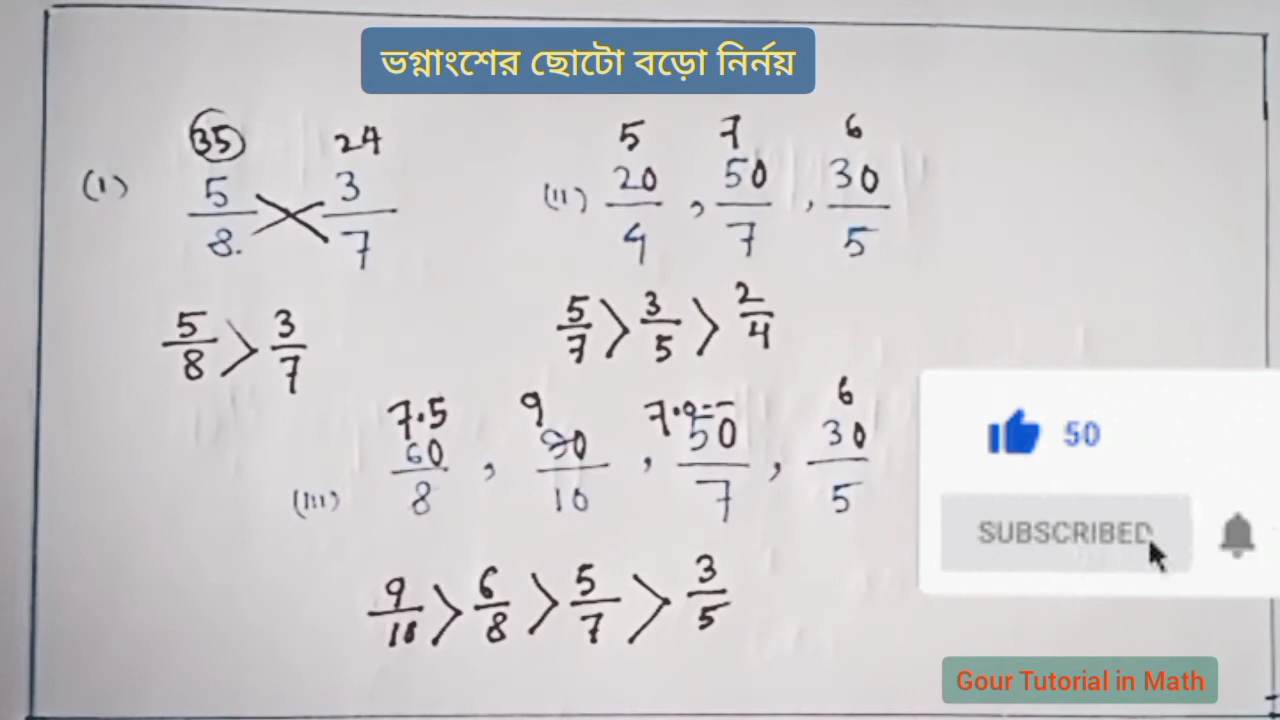 ভগ্নাংশের ছোটো বড়ো নির্নয়
35 24
(I) 5/8 3/7
5/8 > 3/7
5 7 6
(II) 20/4 , 50/7 , 30/5
5/7 > 3/5 > 2/4
7.5 9 6
(III) 60/8 , 90/10 , 50/7 , 30/5
9/10 > 6/8 > 5/7 > 3/5
50
SUBSCRIBED
Gour Tutorial in Math